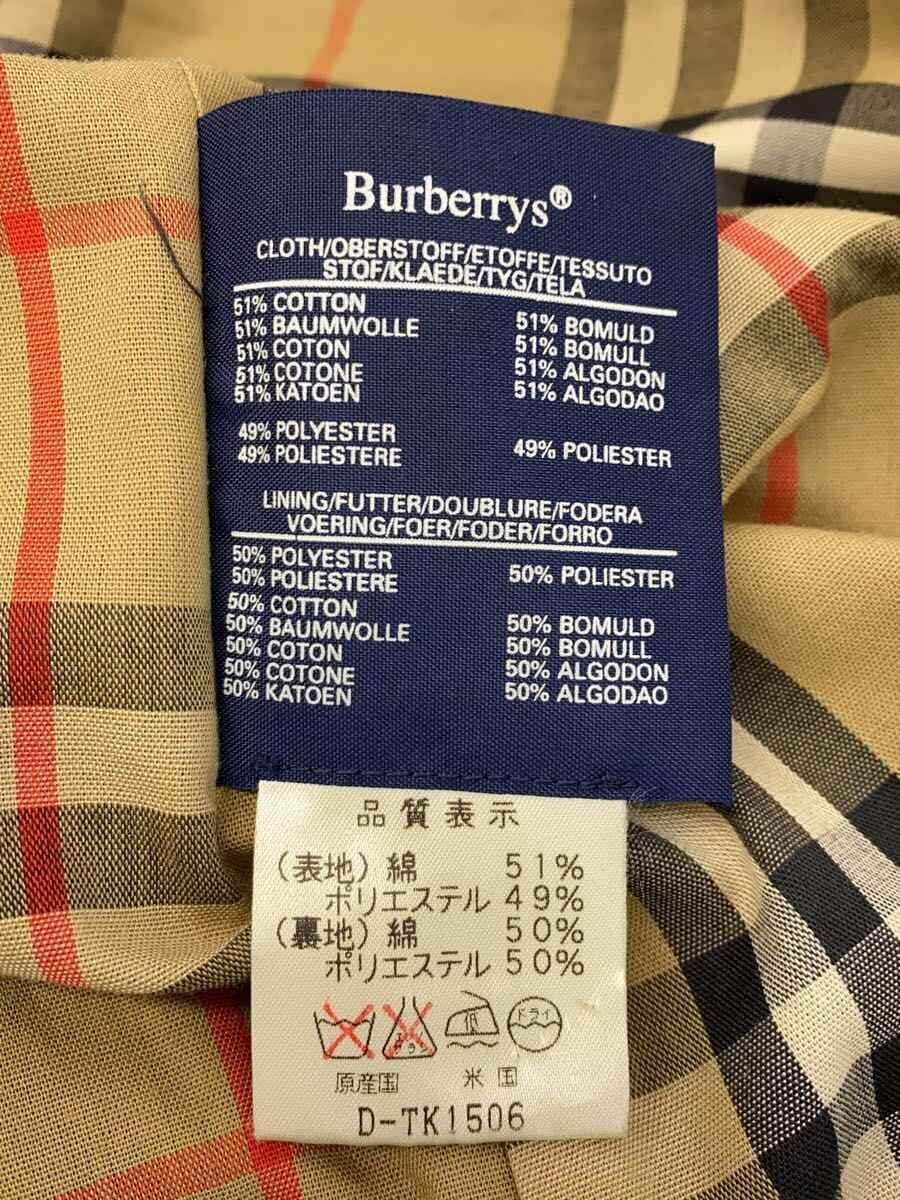 Burberrys®
CLOTH/OBERSTOFF/ETOFFE/TESSUTO
STOF/KLAEDE/TYG/TELA
51% COTTON
51% BAUMWOLLE
51% COTON
51% COTONE
51% KATOEN
51% BOMULD
51% BOMULL
51% ALGODON
51% ALGODAO
49% POLYESTER
49% POLIESTERE
49% POLIESTER
LINING/FUTTER/DOUBLURE/FODERA
VOERING/FOER/FODER/FORRO
50% POLYESTER
50% POLIESTERE
50% POLIESTER
50% COTTON
50% BAUMWOLLE
50% COTON
50% COTONE
50% KATOEN
50% BOMULD
50% BOMULL
50% ALGODON
50% ALGODAO
品質表示
(表地) 綿 51%
ポリエステル 49%
(裏地) 綿 50%
ポリエステル 50%
ドライ
原産国 米国
D-TK1506